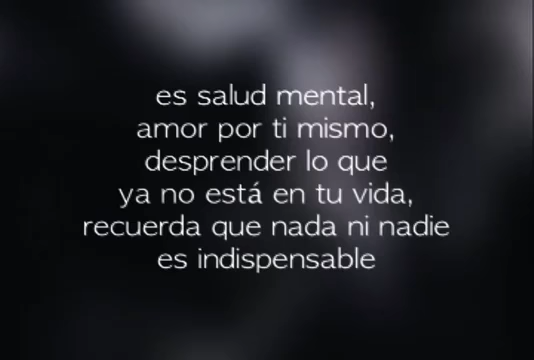 es salud mental,
amor por ti mismo,
desprender lo que
ya no está en tu vida,
recuerda que nada ni nadie
es indispensable